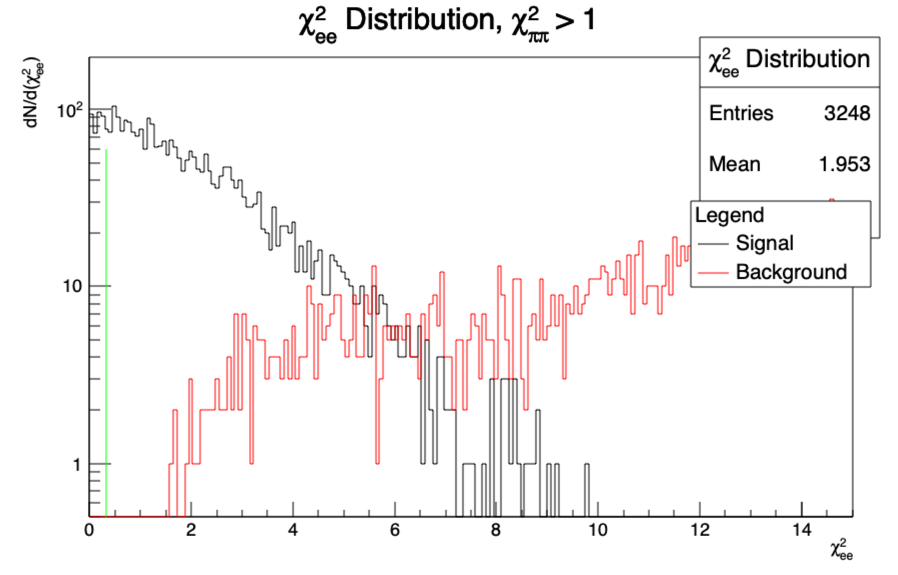 χ²ee Distribution, χ²ππ > 1
dN/d(χ²ee)
χ²ee Distribution
Entries 3248
Mean 1.953
Legend
Signal
Background
10²
10
1
0 2 4 6 8 10 12 14
χ²ee